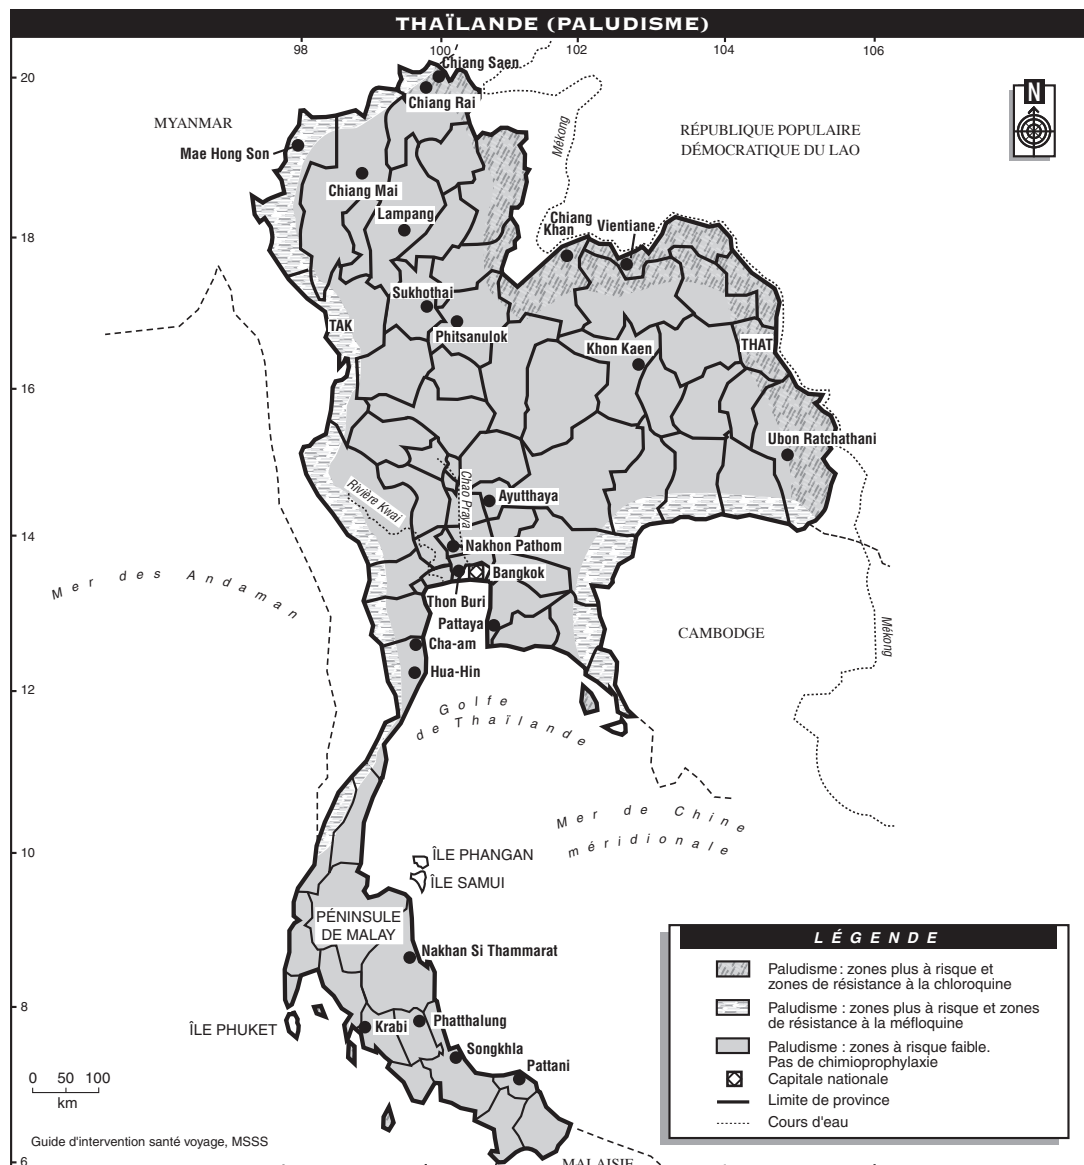 THAÏLANDE (PALUDISME)
98
100
102
104
106
20
18
16
14
12
10
8
6
N
Chiang Saen
Chiang Rai
MYANMAR
Mae Hong Son
Mékong
RÉPUBLIQUE POPULAIRE
DÉMOCRATIQUE DU LAO
Chiang Mai
Lampang
Chiang
Khan
Vientiane
Sukhothai
TAK
Phitsanulok
Khon Kaen
THAT
Ubon Ratchathani
Rivière Kwai
Chao Praya
Ayutthaya
Nakhon Pathom
Bangkok
Thon Buri
Pattaya
Cha-am
Hua-Hin
Mer des Andaman
CAMBODGE
Mékong
Golfe
de Thaïlande
Mer de Chine
méridionale
ÎLE PHANGAN
ÎLE SAMUI
PÉNINSULE
DE MALAY
Nakhan Si Thammarat
ÎLE PHUKET
Krabi
Phatthalung
Songkhla
Pattani
MALAISIE
0 50 100
km
Guide d'intervention santé voyage, MSSS
LÉGENDE
Paludisme : zones plus à risque et
zones de résistance à la chloroquine
Paludisme : zones plus à risque et zones
de résistance à la méfloquine
Paludisme : zones à risque faible.
Pas de chimioprophylaxie
Capitale nationale
Limite de province
Cours d'eau